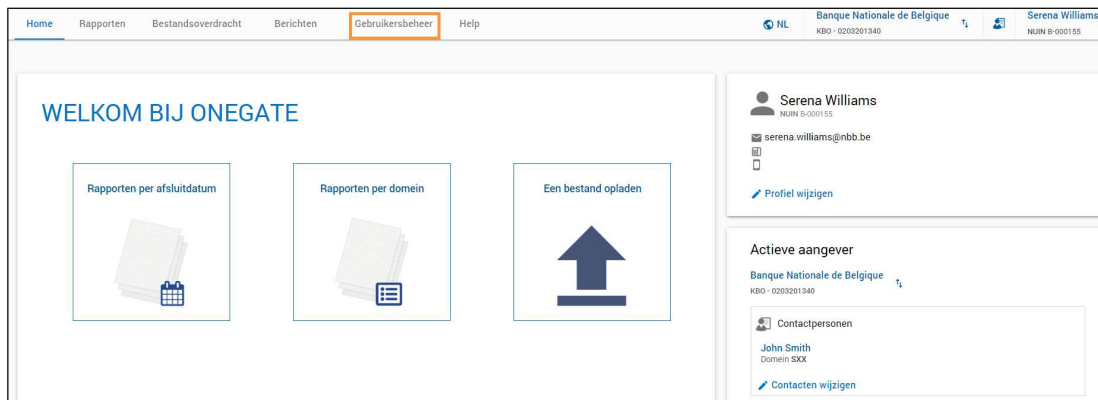 Home Rapporten Bestandsoverdracht Berichten Gebruikersbeheer Help NL Banque Nationale de Belgique Serena Williams
KBO - 0203201340 NUIN B-000155
WELKOM BIJ ONEGATE
Rapporten per afsluitdatum Rapporten per domein Een bestand opladen
Serena Williams
NUIN B-000155
serena.williams@nbb.be
Profiel wijzigen
Actieve aangever
Banque Nationale de Belgique
KBO - 0203201340
Contactpersonen
John Smith
Domein SXX
Contacten wijzigen